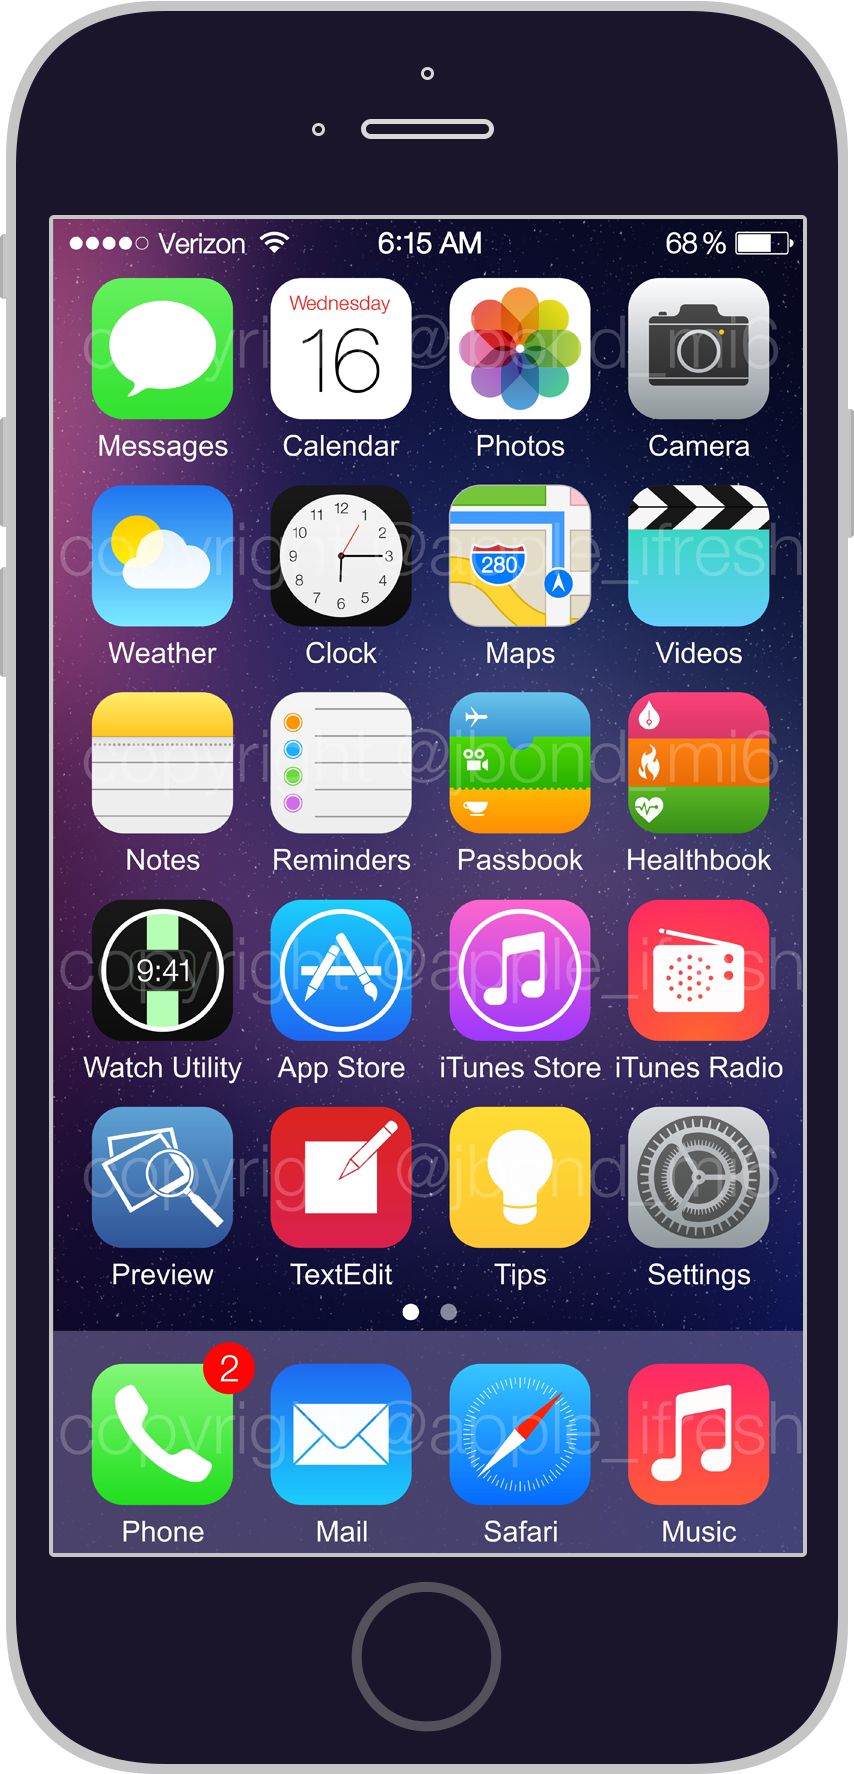 Verizon 6:15 AM 68 %
Wednesday
16
copyright @jbond_mi6
Messages Calendar Photos Camera
12
11 1
10 2
9 3
8 4
7 5
6
280
copyright @apple_ifresh
Weather Clock Maps Videos
copyright @jbond_mi6
Notes Reminders Passbook Healthbook
9:41
copyright @apple_ifresh
Watch Utility App Store iTunes Store iTunes Radio
copyright @jbond_mi6
Preview TextEdit Tips Settings
2
copyright @apple_ifresh
Phone Mail Safari Music